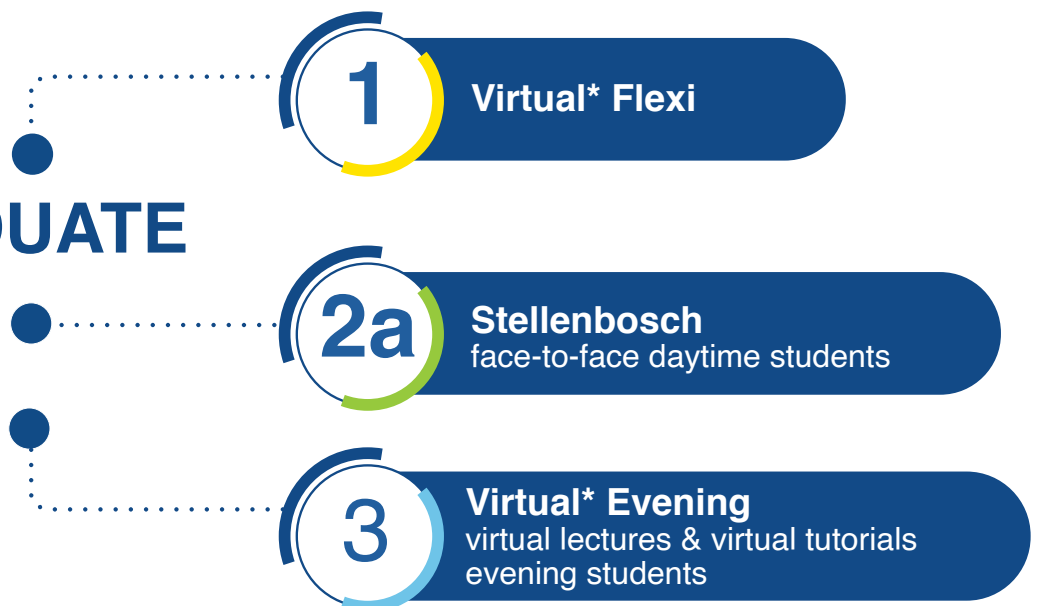 1
Virtual* Flexi
DUATE
2a
Stellenbosch
face-to-face daytime students
3
Virtual* Evening
virtual lectures & virtual tutorials
evening students